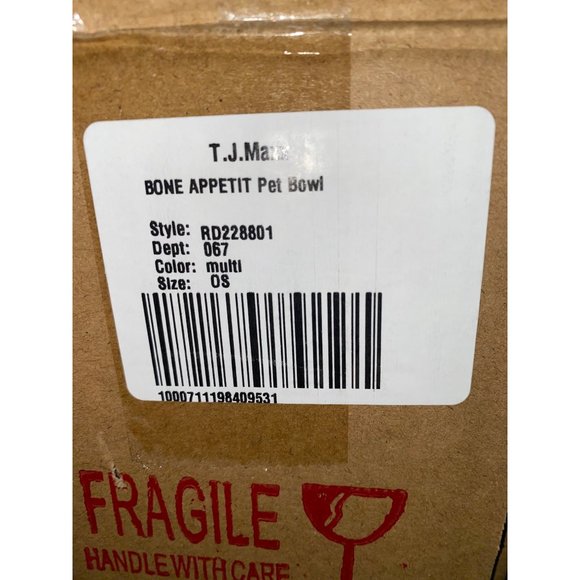 T.J.Maxx
BONE APPETIT Pet Bowl
Style: RD228801
Dept: 067
Color: multi
Size: OS
1000711198409531
FRAGILE
HANDLE WITH CARE